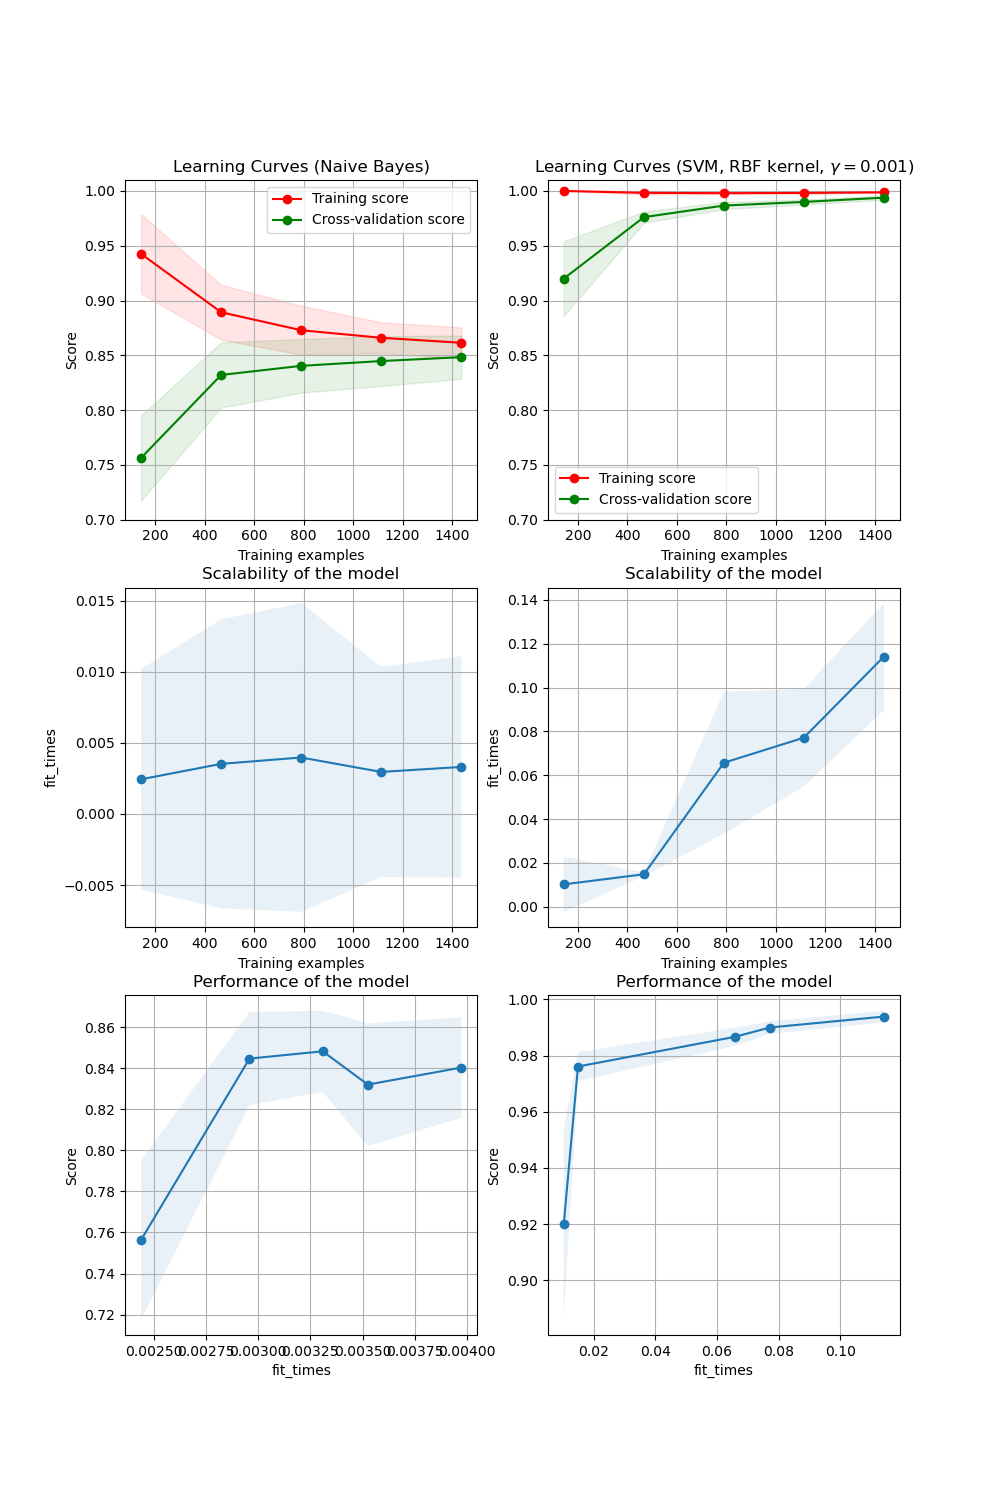 Learning Curves (Naive Bayes)
1.00
0.95
0.90
0.85
0.80
0.75
0.70
Score
Training score
Cross-validation score
200 400 600 800 1000 1200 1400
Training examples
Learning Curves (SVM, RBF kernel, γ = 0.001)
1.00
0.95
0.90
0.85
0.80
0.75
0.70
Score
Training score
Cross-validation score
200 400 600 800 1000 1200 1400
Training examples
Scalability of the model
0.015
0.010
0.005
0.000
−0.005
fit_times
200 400 600 800 1000 1200 1400
Training examples
Scalability of the model
0.14
0.12
0.10
0.08
0.06
0.04
0.02
0.00
fit_times
200 400 600 800 1000 1200 1400
Training examples
Performance of the model
0.86
0.84
0.82
0.80
0.78
0.76
0.74
0.72
Score
0.00250 0.00275 0.00300 0.00325 0.00350 0.00375 0.00400
fit_times
Performance of the model
1.00
0.98
0.96
0.94
0.92
0.90
Score
0.02 0.04 0.06 0.08 0.10
fit_times